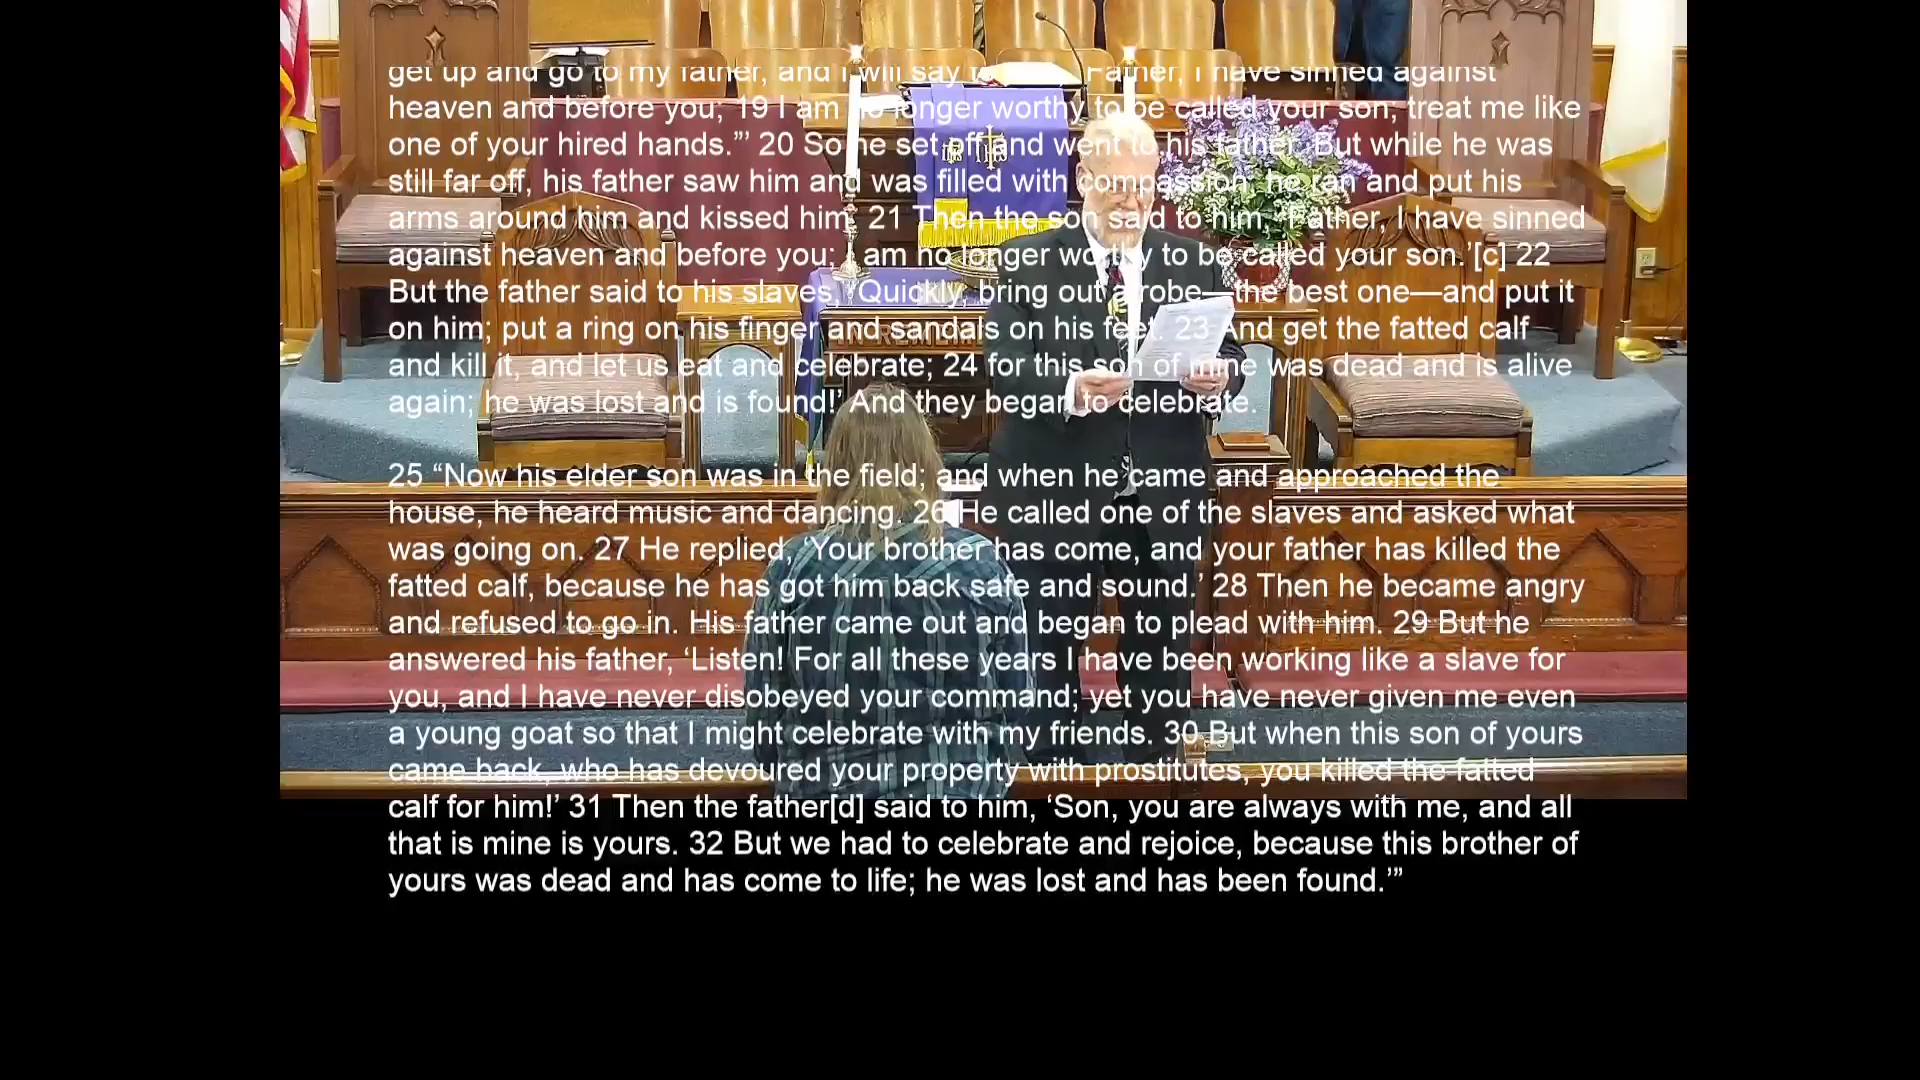 get up and go to my father, and I will say Father, I have sinned against
heaven and before you; 19 I am no longer worthy to be called your son; treat me like
one of your hired hands.”’ 20 So he set off and went to his father. But while he was
still far off, his father saw him and was filled with compassion; he ran and put his
arms around him and kissed him. 21 Then the son said to him, ‘Father, I have sinned
against heaven and before you; I am no longer worthy to be called your son.’[c] 22
But the father said to his slaves, ‘Quickly, bring out a robe—the best one—and put it
on him; put a ring on his finger and sandals on his feet. 23 And get the fatted calf
and kill it, and let us eat and celebrate; 24 for this son of mine was dead and is alive
again; he was lost and is found!’ And they began to celebrate.
25 “Now his elder son was in the field; and when he came and approached the
house, he heard music and dancing. 26 He called one of the slaves and asked what
was going on. 27 He replied, ‘Your brother has come, and your father has killed the
fatted calf, because he has got him back safe and sound.’ 28 Then he became angry
and refused to go in. His father came out and began to plead with him. 29 But he
answered his father, ‘Listen! For all these years I have been working like a slave for
you, and I have never disobeyed your command; yet you have never given me even
a young goat so that I might celebrate with my friends. 30 But when this son of yours
came back, who has devoured your property with prostitutes, you killed the fatted
calf for him!’ 31 Then the father[d] said to him, ‘Son, you are always with me, and all
that is mine is yours. 32 But we had to celebrate and rejoice, because this brother of
yours was dead and has come to life; he was lost and has been found.’”